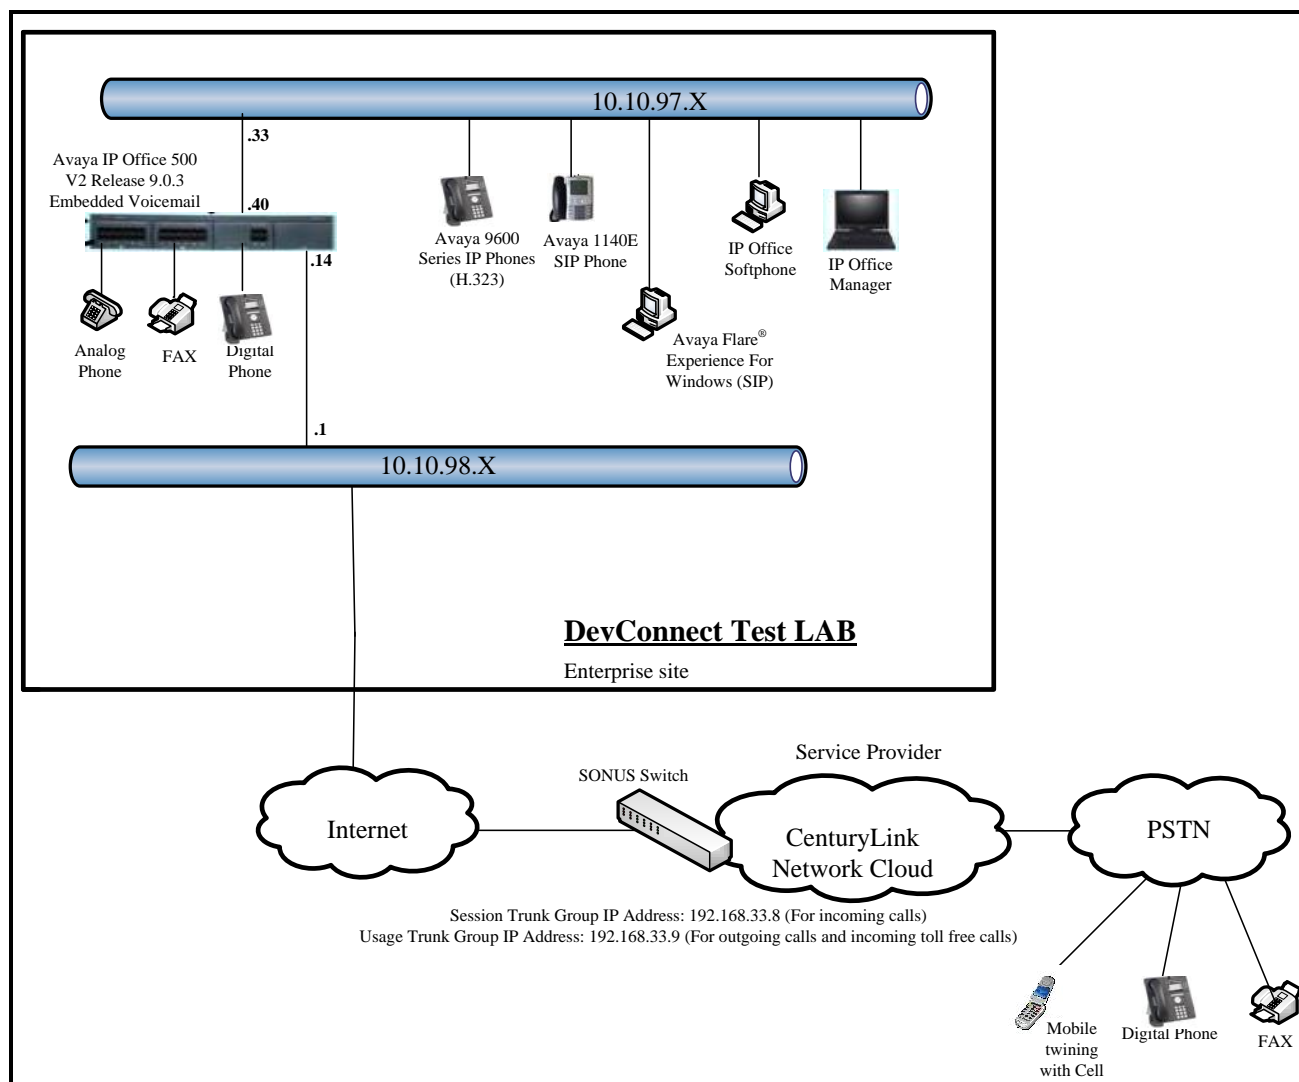 10.10.97.X
.33
Avaya IP Office 500
V2 Release 9.0.3
Embedded Voicemail
.40
.14
Analog
Phone
FAX
Digital
Phone
Avaya 9600
Series IP Phones
(H.323)
Avaya 1140E
SIP Phone
Avaya Flare®
Experience For
Windows (SIP)
IP Office
Softphone
IP Office
Manager
.1
10.10.98.X
DevConnect Test LAB
Enterprise site
Service Provider
SONUS Switch
Internet
CenturyLink
Network Cloud
PSTN
Session Trunk Group IP Address: 192.168.33.8 (For incoming calls)
Usage Trunk Group IP Address: 192.168.33.9 (For outgoing calls and incoming toll free calls)
Mobile
twining
with Cell
Digital Phone
FAX